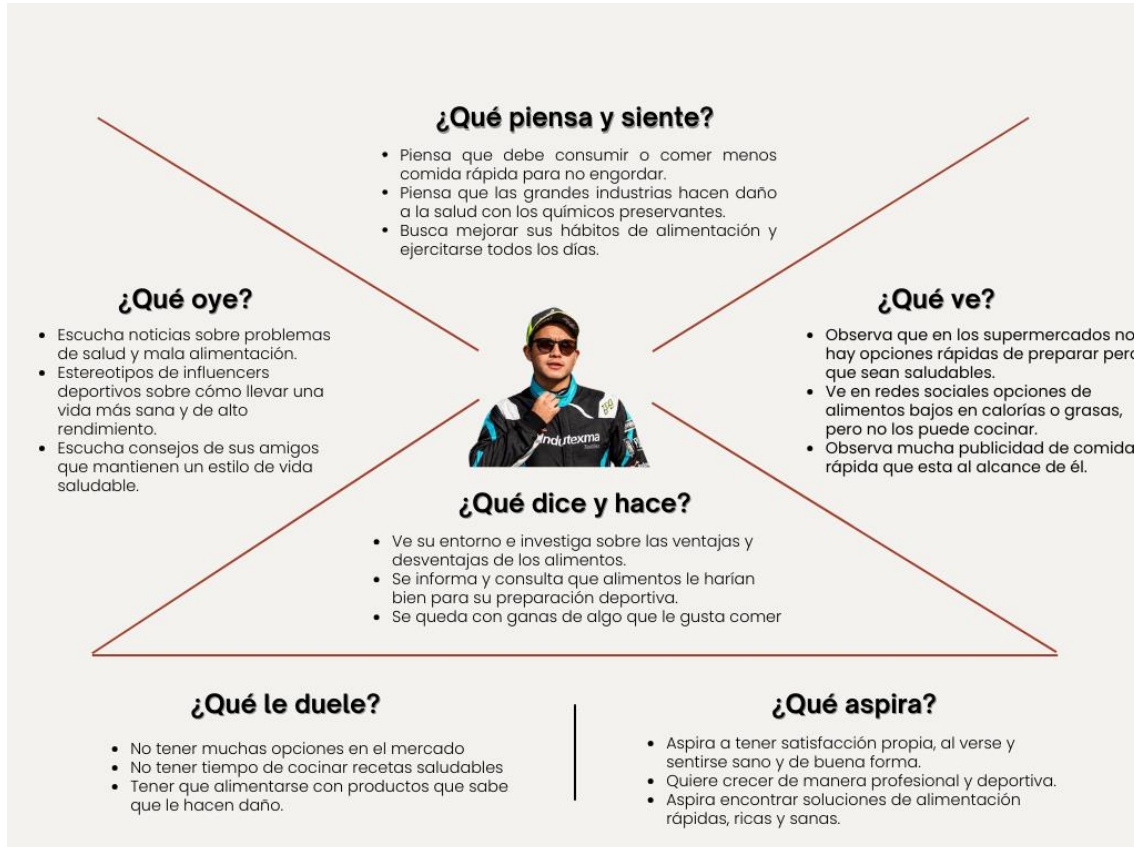 ¿Qué piensa y siente?
• Piensa que debe consumir o comer menos
comida rápida para no engordar.
• Piensa que las grandes industrias hacen daño
a la salud con los químicos preservantes.
• Busca mejorar sus hábitos de alimentación y
ejercitarse todos los días.
¿Qué oye?
• Escucha noticias sobre problemas
de salud y mala alimentación.
• Estereotipos de influencers
deportivos sobre cómo llevar una
vida más sana y de alto
rendimiento.
• Escucha consejos de sus amigos
que mantienen un estilo de vida
saludable.
¿Qué ve?
• Observa que en los supermercados no
hay opciones rápidas de preparar pero
que sean saludables.
• Ve en redes sociales opciones de
alimentos bajos en calorías o grasas,
pero no los puede cocinar.
• Observa mucha publicidad de comida
rápida que esta al alcance de él.
Indutexma
¿Qué dice y hace?
• Ve su entorno e investiga sobre las ventajas y
desventajas de los alimentos.
• Se informa y consulta que alimentos le harían
bien para su preparación deportiva.
• Se queda con ganas de algo que le gusta comer
¿Qué le duele?
• No tener muchas opciones en el mercado
• No tener tiempo de cocinar recetas saludables
• Tener que alimentarse con productos que sabe
que le hacen daño.
¿Qué aspira?
• Aspira a tener satisfacción propia, al verse y
sentirse sano y de buena forma.
• Quiere crecer de manera profesional y deportiva.
• Aspira encontrar soluciones de alimentación
rápidas, ricas y sanas.